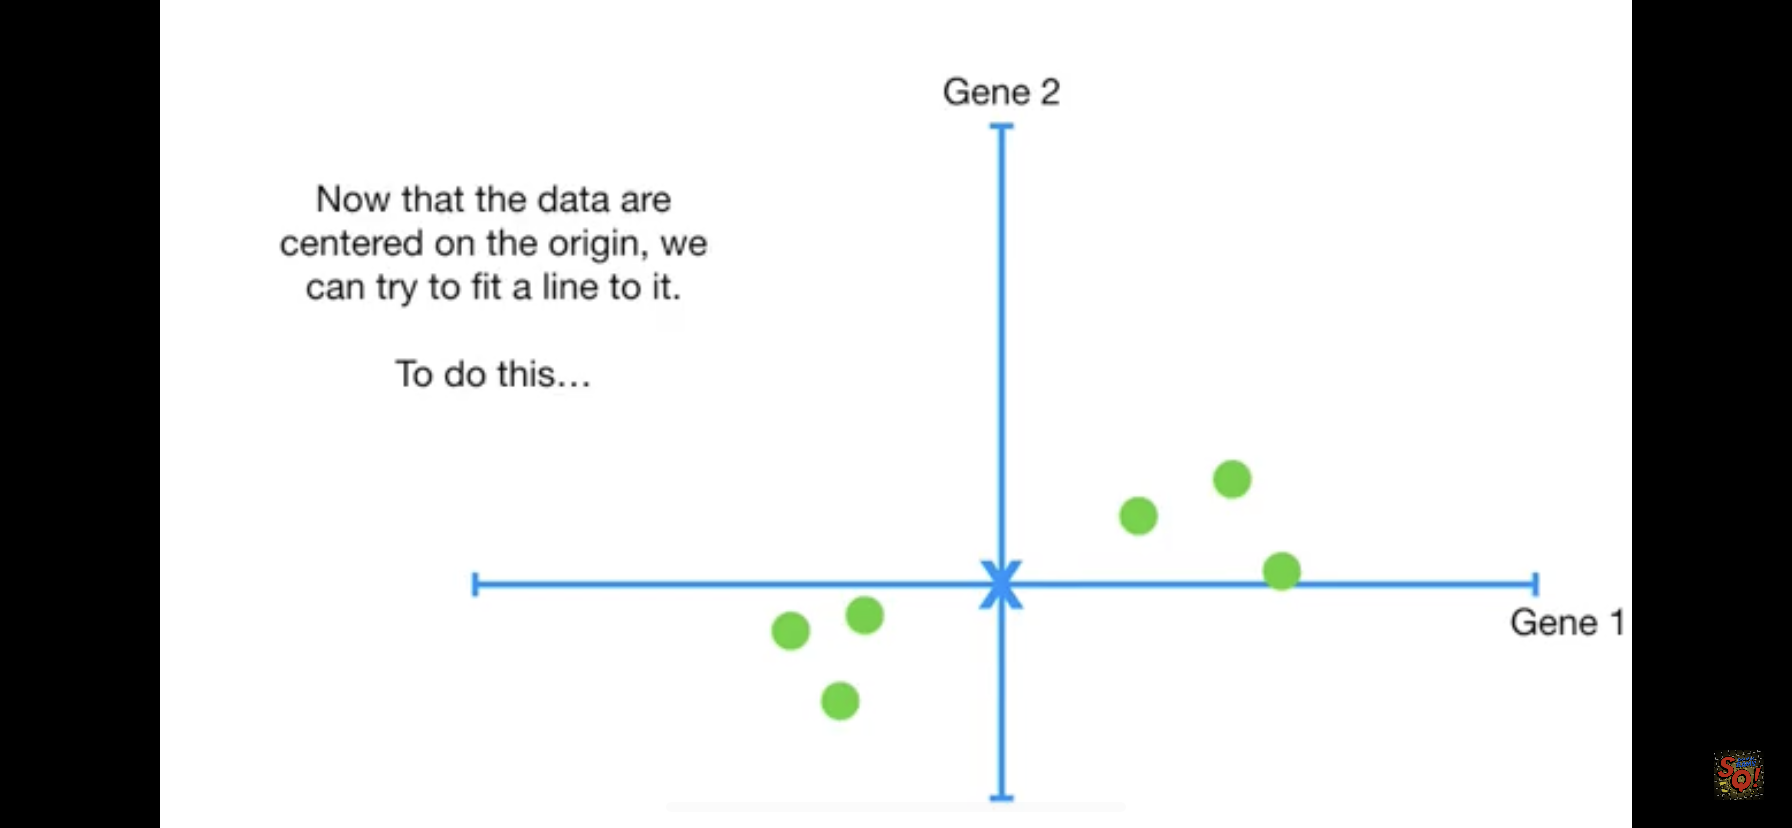 Gene 2
Now that the data are
centered on the origin, we
can try to fit a line to it.
To do this…
X
Gene 1
SQ!